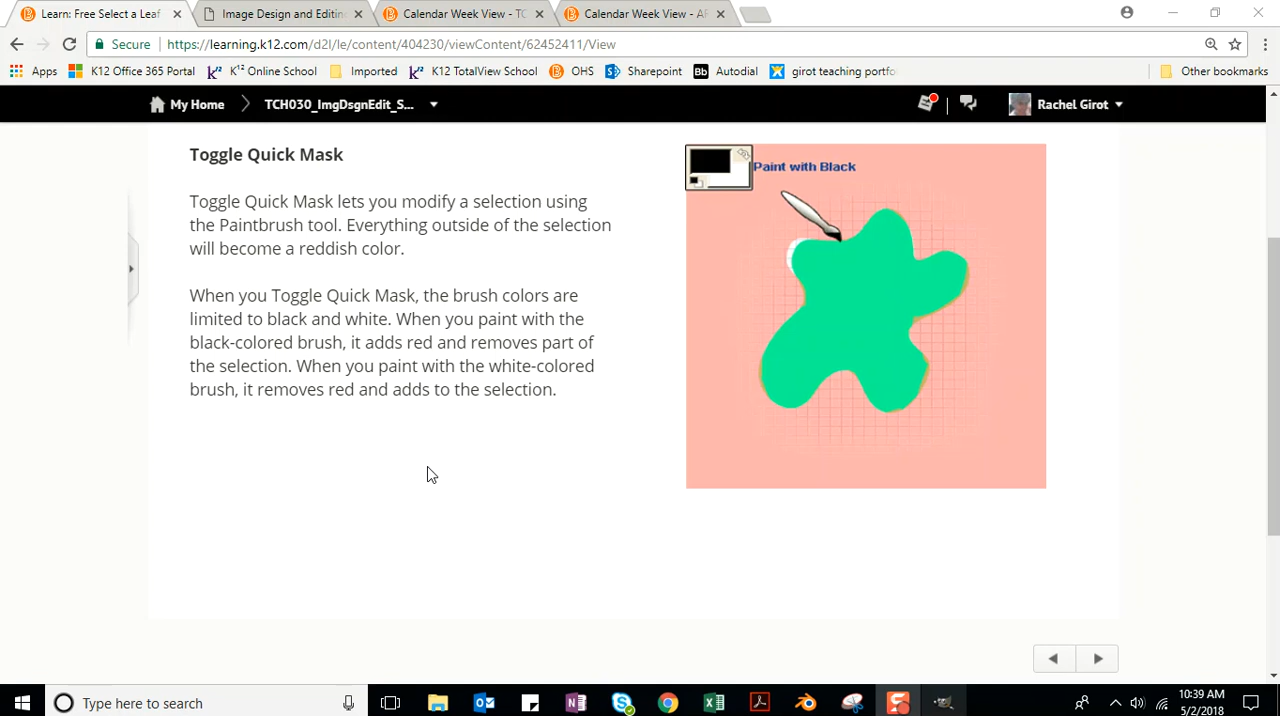 Learn: Free Select a Leaf
Image Design and Editing
Calendar Week View - TC
Calendar Week View - AF
Secure
https://learning.k12.com/d2l/le/content/404230/viewContent/62452411/View
Apps
K12 Office 365 Portal
K¹² Online School
Imported
K12 TotalView School
OHS
Sharepoint
Bb Autodial
girot teaching portfo
Other bookmarks
My Home
TCH030_ImgDsgnEdit_S...
Rachel Girot
Toggle Quick Mask
Toggle Quick Mask lets you modify a selection using
the Paintbrush tool. Everything outside of the selection
will become a reddish color.
When you Toggle Quick Mask, the brush colors are
limited to black and white. When you paint with the
black-colored brush, it adds red and removes part of
the selection. When you paint with the white-colored
brush, it removes red and adds to the selection.
Paint with Black
Type here to search
10:39 AM
5/2/2018